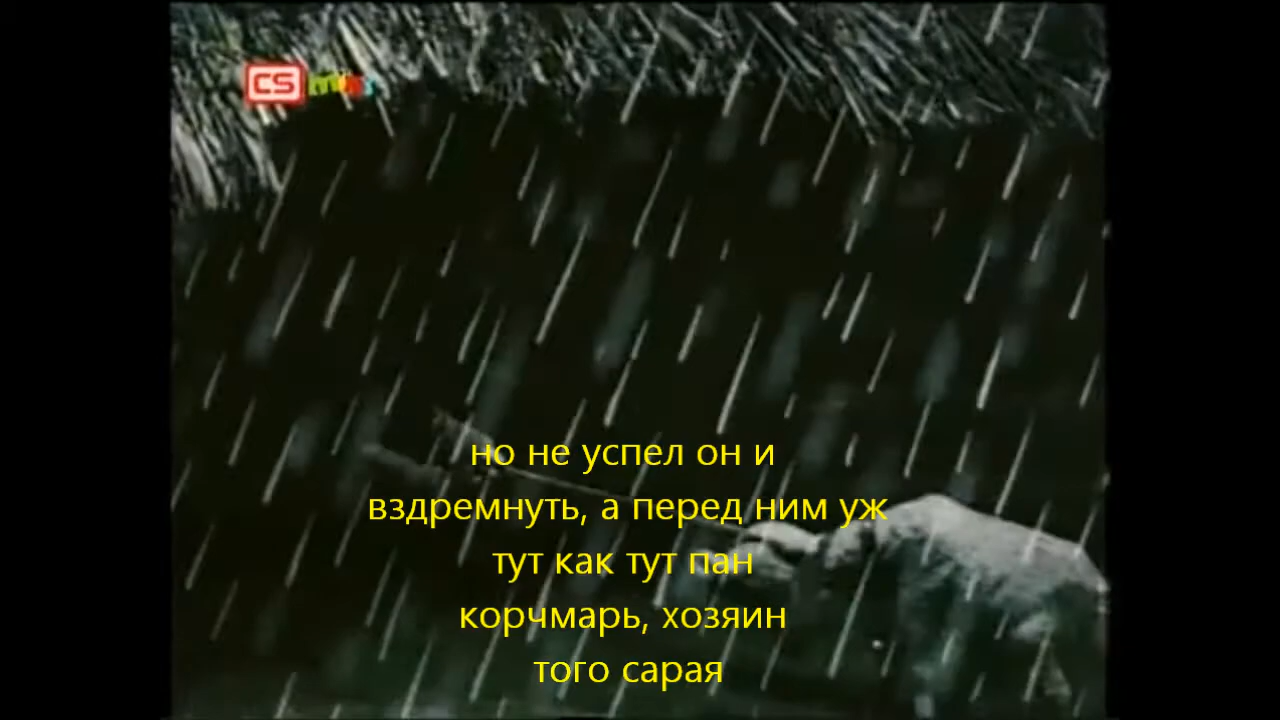 CS
но не успел он и
вздремнуть, а перед ним уж
тут как тут пан
корчмарь, хозяин
того сарая